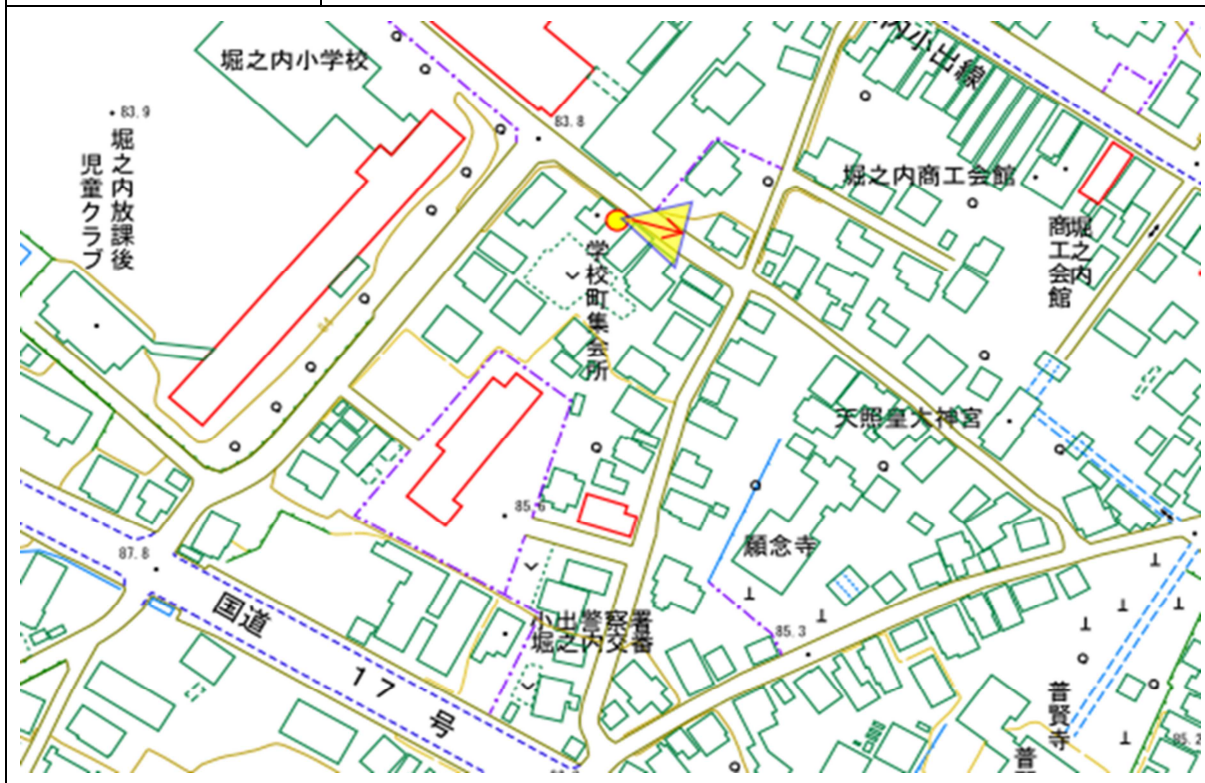 内小出線
堀之内小学校
83.9
83.8
堀之内放課後
児童クラブ
堀之内商工会館
堀之内
商工会館
学校町集会所
天照皇大神宮
85.6
願念寺
87.8
国道
17
号
小出警察署
堀之内交番
85.3
普賢寺
普
85.2